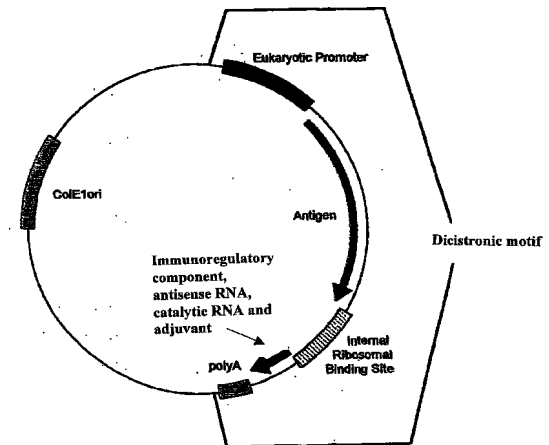 Eukaryotic Promoter
ColE1ori
Antigen
Dicistronic motif
Immunoregulatory
component,
antisense RNA,
catalytic RNA and
adjuvant
Internal
Ribosomal
Binding Site
polyA